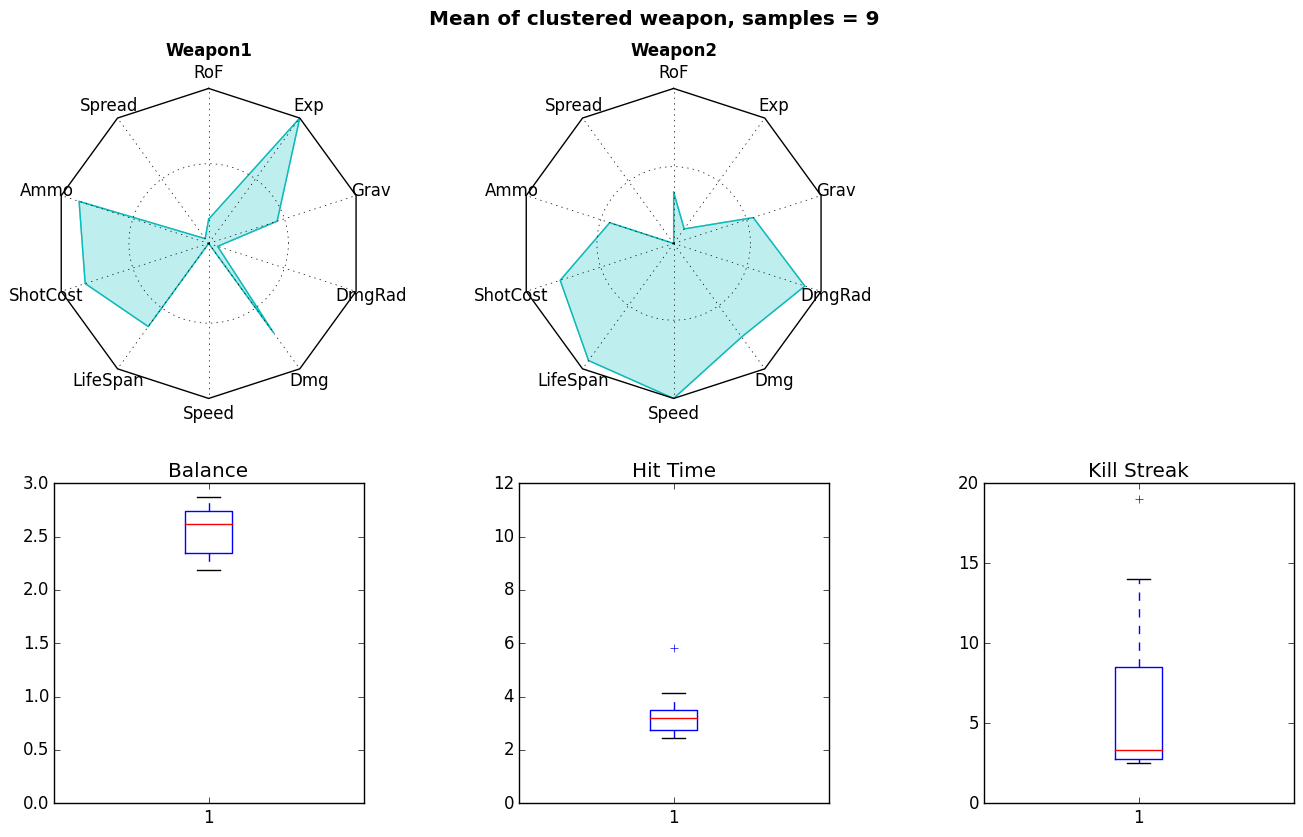 Mean of clustered weapon, samples = 9
Weapon1
RoF
Exp
Spread
Ammo
Grav
ShotCost
DmgRad
LifeSpan
Dmg
Speed
Weapon2
RoF
Exp
Spread
Ammo
Grav
ShotCost
DmgRad
LifeSpan
Dmg
Speed
Balance
3.0
2.5
2.0
1.5
1.0
0.5
0.0
1
Hit Time
12
10
8
6
4
2
0
1
Kill Streak
20
15
10
5
0
1